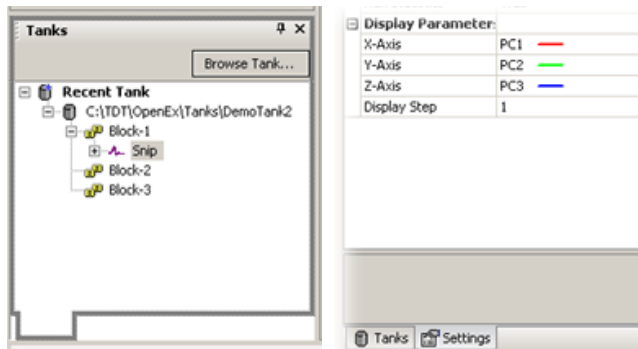 Tanks
Browse Tank...
Recent Tank
C:\TDT\OpenEx\Tanks\DemoTank2
Block-1
Snip
Block-2
Block-3
Display Parameter:
X-Axis PC1
Y-Axis PC2
Z-Axis PC3
Display Step 1
Tanks Settings